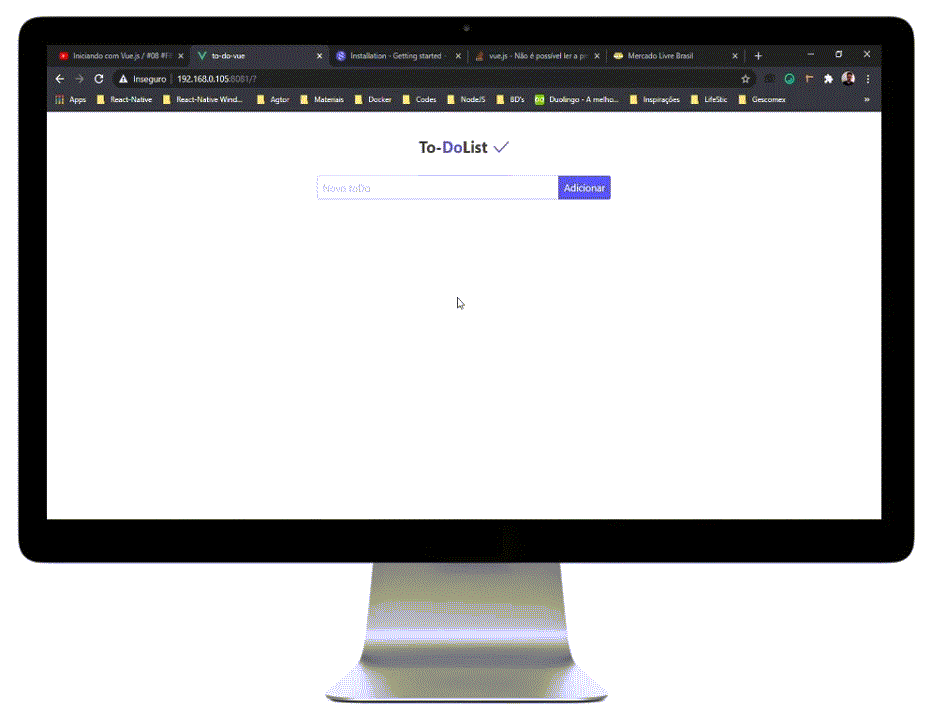 Iniciando com Vue.js / #08 #F
to-do-vue
Installation - Getting started -
vue.js - Não é possível ler a pr
Mercado Livre Brasil
Inseguro | 192.168.0.105:8081/?
Apps React-Native React-Native Wind... Agtor Materiais Docker Codes NodeJS BD's Duolingo - A melho... Inspirações LifeStic Gescomex »
To-DoList
Novo toDo
Adicionar